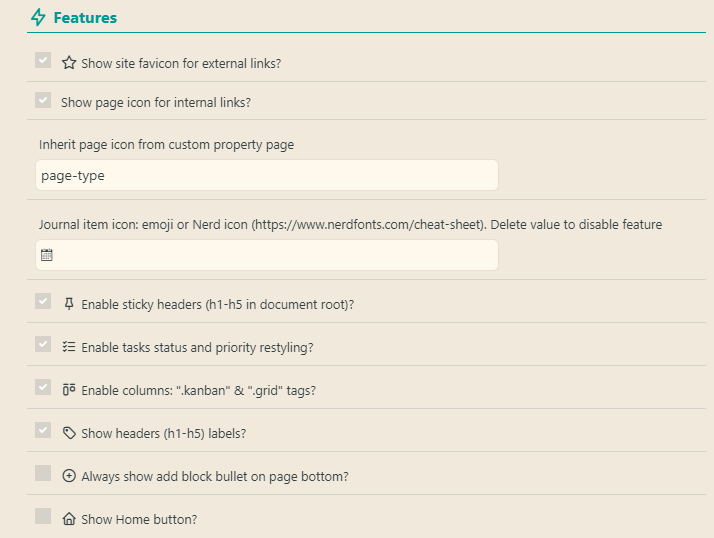 Features
Show site favicon for external links?
Show page icon for internal links?
Inherit page icon from custom property page
page-type
Journal item icon: emoji or Nerd icon (https://www.nerdfonts.com/cheat-sheet). Delete value to disable feature
Enable sticky headers (h1-h5 in document root)?
Enable tasks status and priority restyling?
Enable columns: ".kanban" & ".grid" tags?
Show headers (h1-h5) labels?
Always show add block bullet on page bottom?
Show Home button?